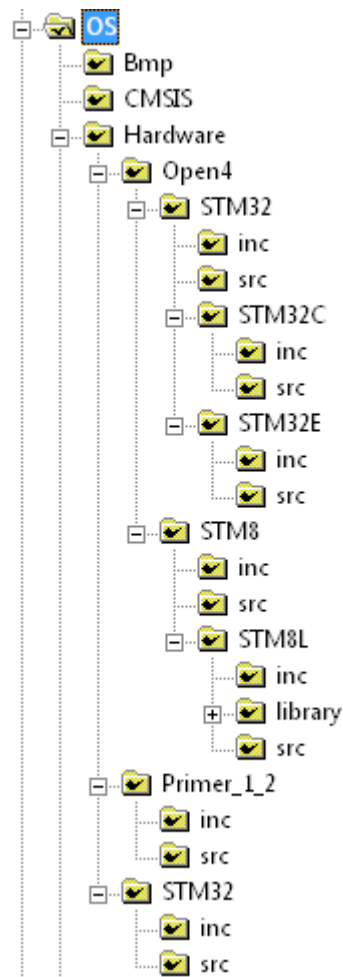 OS
Bmp
CMSIS
Hardware
Open4
STM32
inc
src
STM32C
inc
src
STM32E
inc
src
STM8
inc
src
STM8L
inc
library
src
Primer_1_2
inc
src
STM32
inc
src